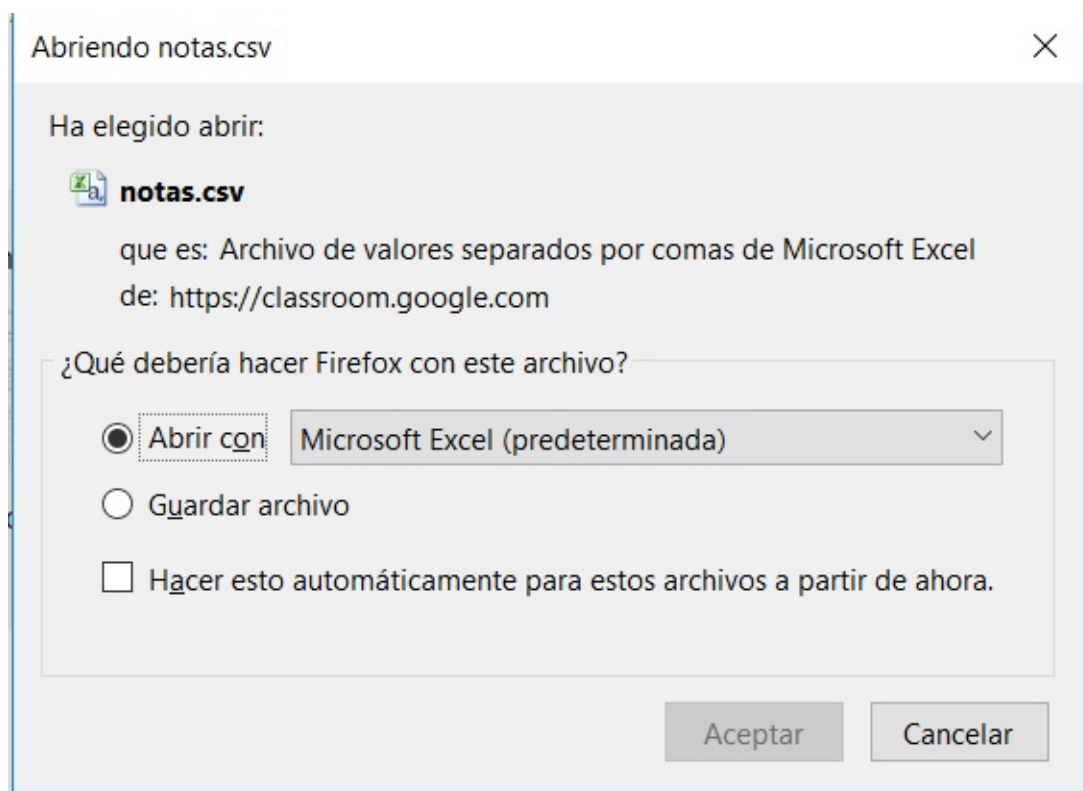 Abriendo notas.csv
Ha elegido abrir:
notas.csv
que es: Archivo de valores separados por comas de Microsoft Excel
de: https://classroom.google.com
¿Qué debería hacer Firefox con este archivo?
Abrir con Microsoft Excel (predeterminada)
Guardar archivo
Hacer esto automáticamente para estos archivos a partir de ahora.
Aceptar Cancelar